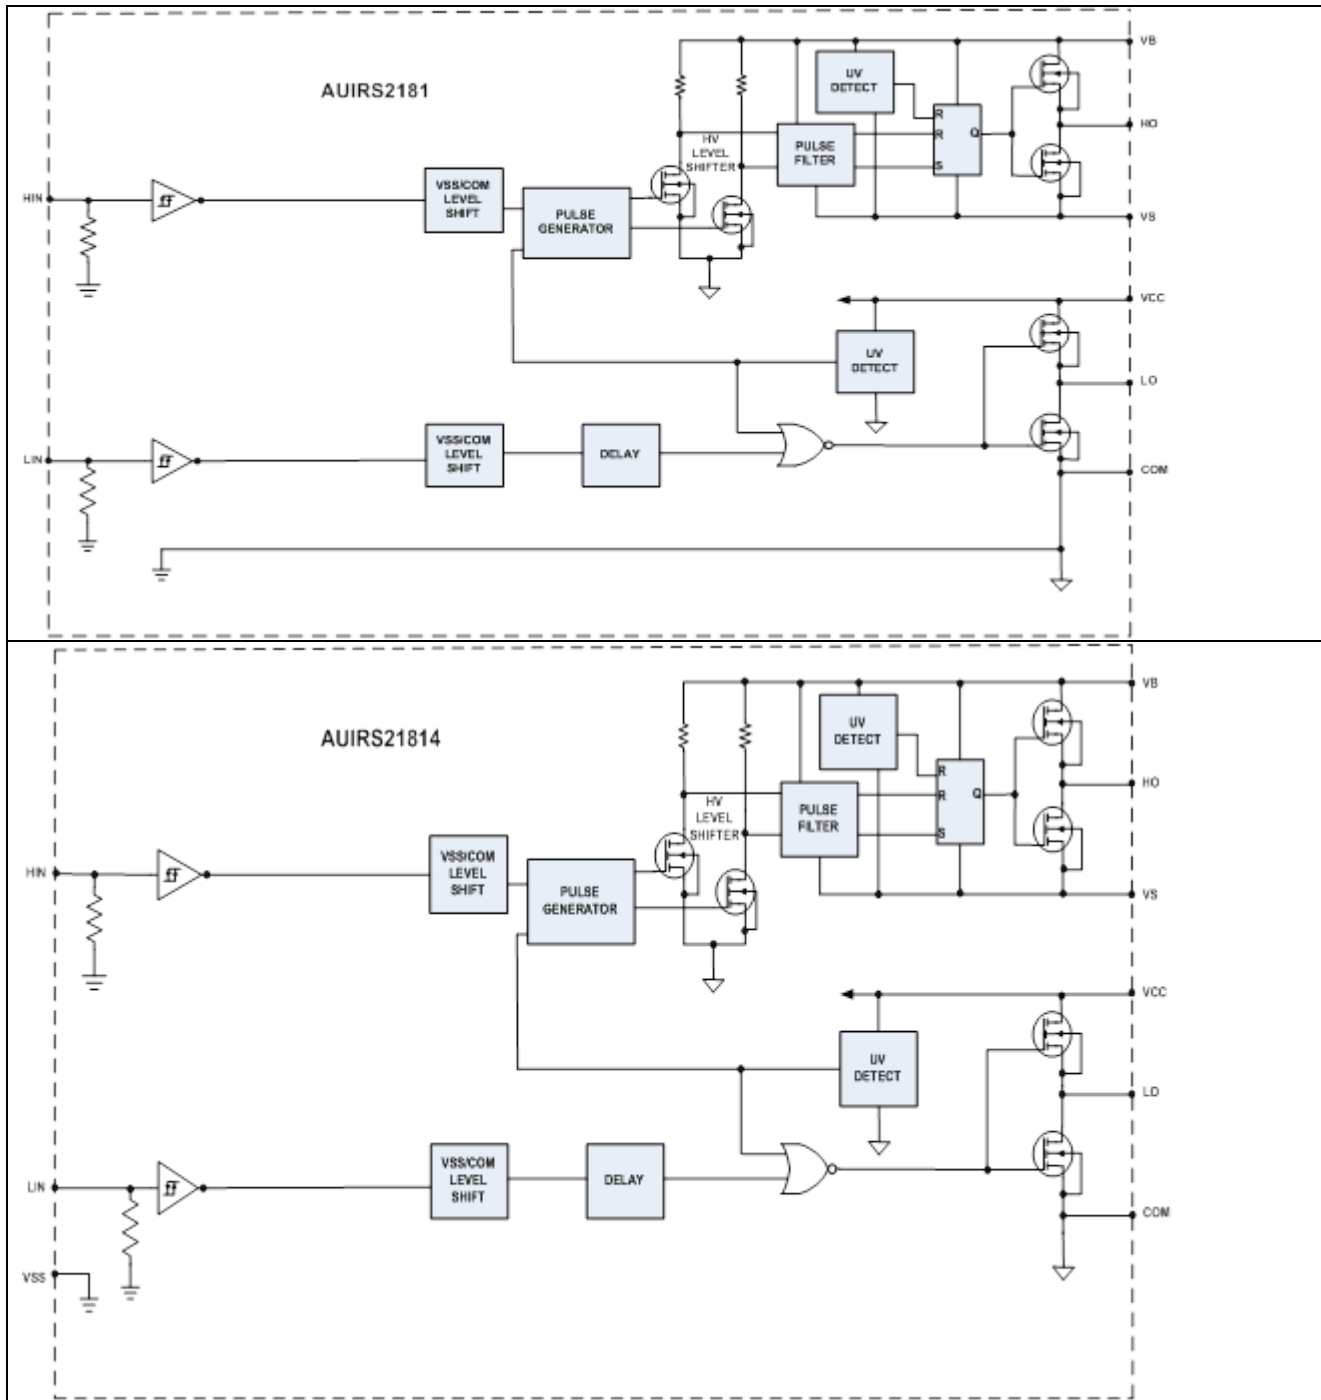 AUIRS2181
VB
UV
DETECT
HO
R
R
S
Q
HV
LEVEL
SHIFTER
PULSE
FILTER
HIN
VSS/COM
LEVEL
SHIFT
PULSE
GENERATOR
VS
VCC
UV
DETECT
LO
LIN
VSS/COM
LEVEL
SHIFT
DELAY
COM
AUIRS21814
VB
UV
DETECT
R
R
S
Q
HO
HV
LEVEL
SHIFTER
PULSE
FILTER
HIN
VSS/COM
LEVEL
SHIFT
PULSE
GENERATOR
VS
VCC
UV
DETECT
LO
LIN
VSS/COM
LEVEL
SHIFT
DELAY
COM
VSS